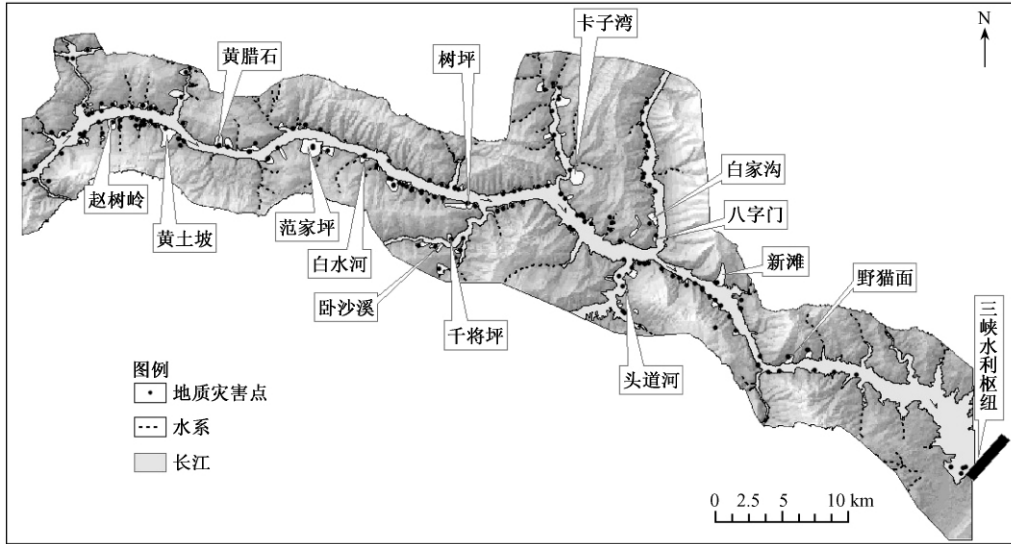 卡子湾
N
黄腊石
树坪
白家沟
赵树岭
八字门
黄土坡
范家坪
新滩
白水河
野猫面
卧沙溪
千将坪
头道河
三峡水利枢纽
图例
地质灾害点
水系
长江
0 2.5 5 10 km